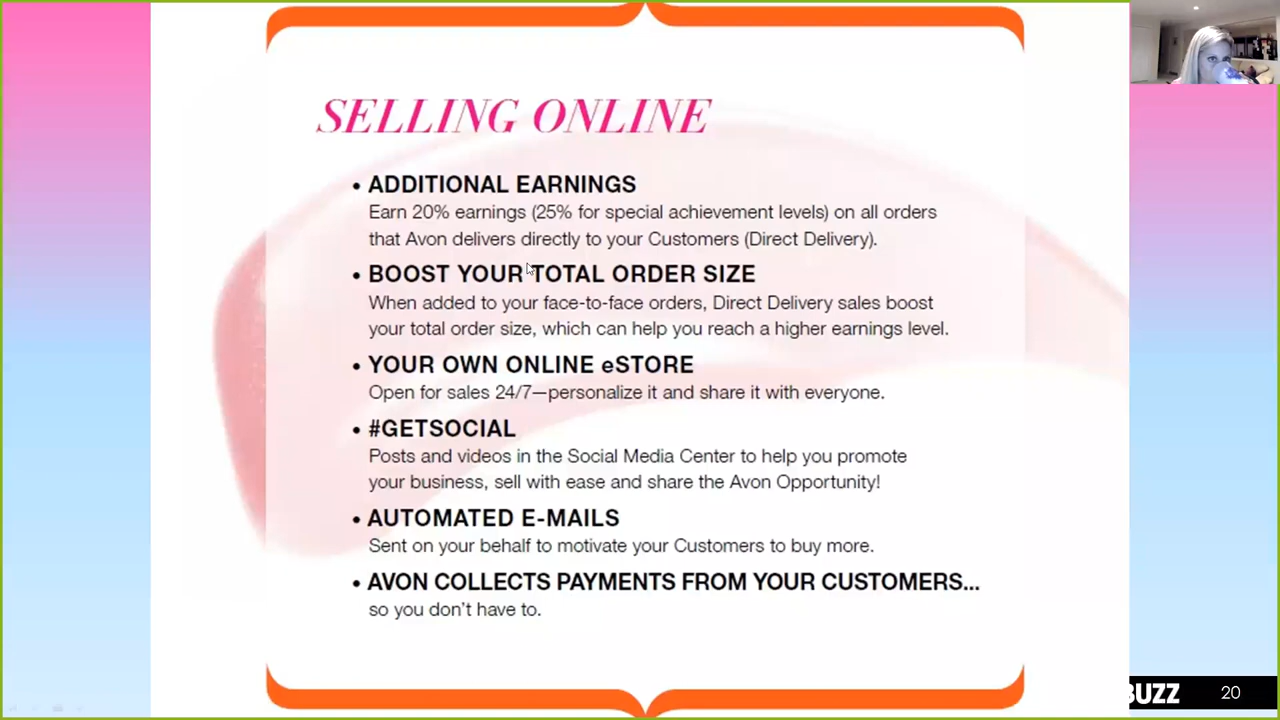 SELLING ONLINE
• ADDITIONAL EARNINGS
Earn 20% earnings (25% for special achievement levels) on all orders
that Avon delivers directly to your Customers (Direct Delivery).
• BOOST YOUR TOTAL ORDER SIZE
When added to your face-to-face orders, Direct Delivery sales boost
your total order size, which can help you reach a higher earnings level.
• YOUR OWN ONLINE eSTORE
Open for sales 24/7—personalize it and share it with everyone.
• #GETSOCIAL
Posts and videos in the Social Media Center to help you promote
your business, sell with ease and share the Avon Opportunity!
• AUTOMATED E-MAILS
Sent on your behalf to motivate your Customers to buy more.
• AVON COLLECTS PAYMENTS FROM YOUR CUSTOMERS...
so you don't have to.
BUZZ 20